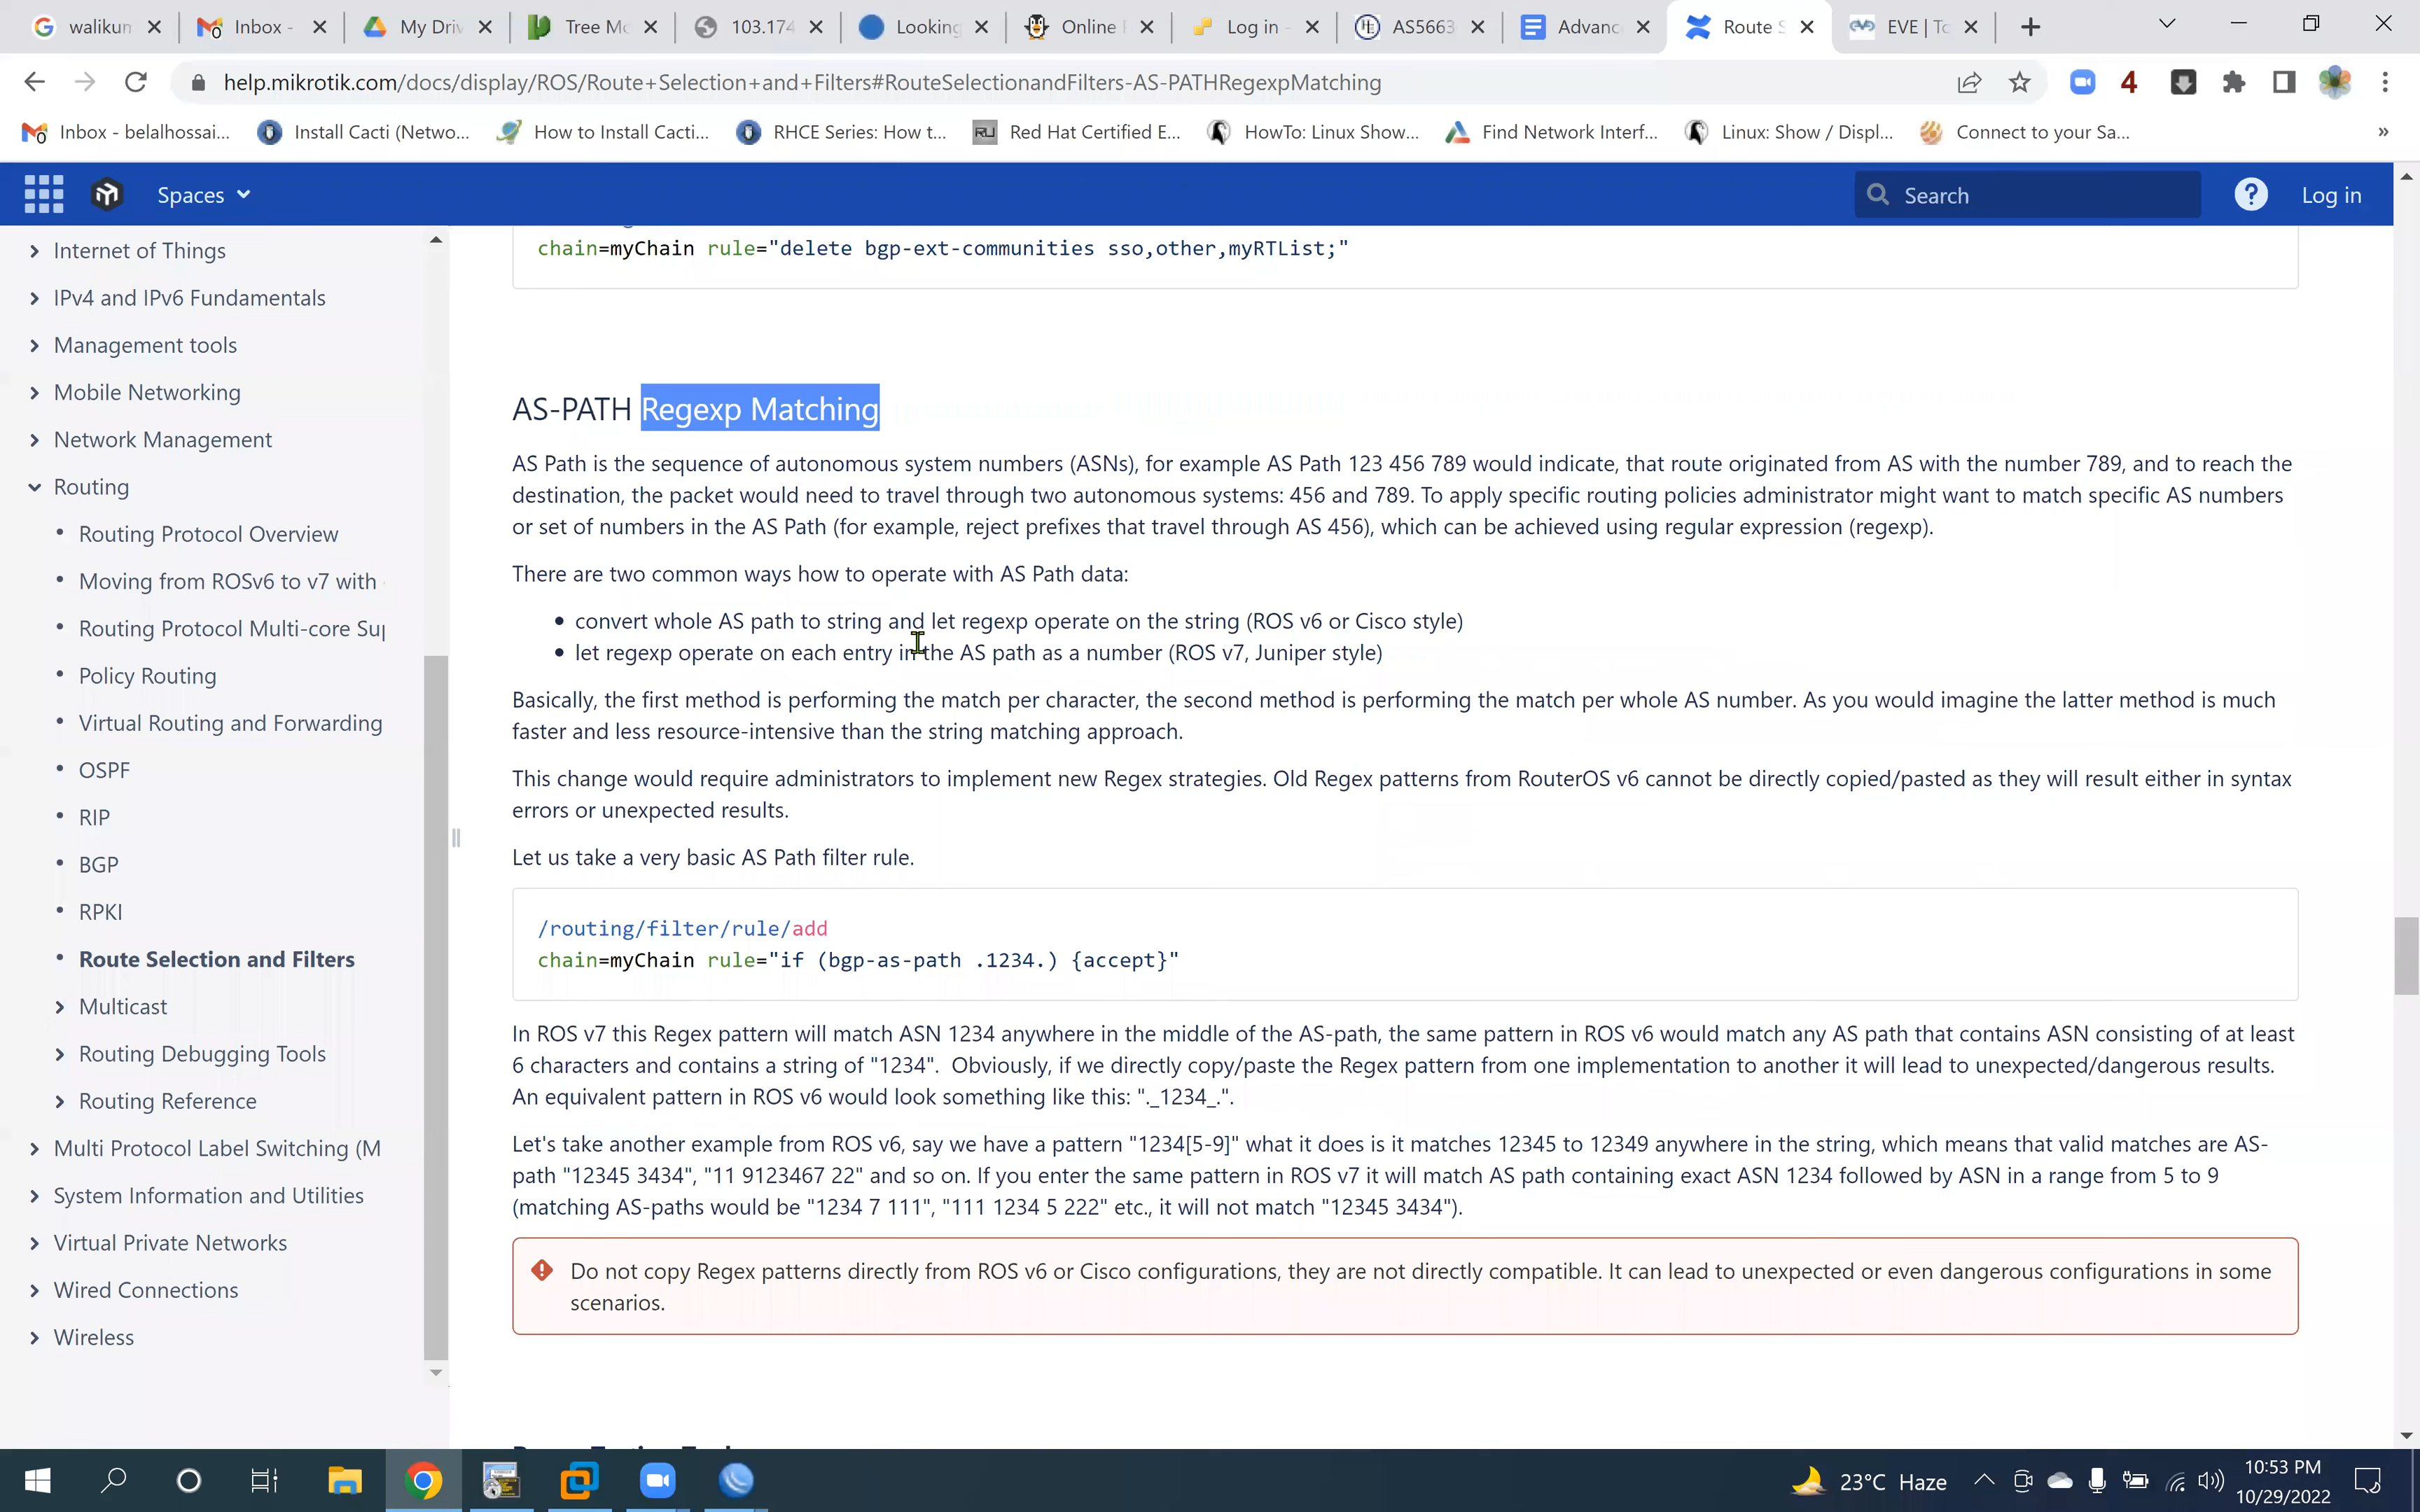 walikun
Inbox -
My Driv
Tree Mo
103.174
Looking
Online
Log in -
AS5663
Advanc
Route S
EVE | To
help.mikrotik.com/docs/display/ROS/Route+Selection+and+Filters#RouteSelectionandFilters-AS-PATHRegexpMatching
4
Inbox - belalhossai...
Install Cacti (Netwo...
How to Install Cacti...
RHCE Series: How t...
Red Hat Certified E...
HowTo: Linux Show...
Find Network Interf...
Linux: Show / Displ...
Connect to your Sa...
»
Spaces
Search
Log in
Internet of Things
IPv4 and IPv6 Fundamentals
Management tools
Mobile Networking
Network Management
Routing
Routing Protocol Overview
Moving from ROSv6 to v7 with
Routing Protocol Multi-core Sup
Policy Routing
Virtual Routing and Forwarding
OSPF
RIP
BGP
RPKI
Route Selection and Filters
Multicast
Routing Debugging Tools
Routing Reference
Multi Protocol Label Switching (M
System Information and Utilities
Virtual Private Networks
Wired Connections
Wireless
chain=myChain rule="delete bgp-ext-communities sso,other,myRTList;"
AS-PATH Regexp Matching
AS Path is the sequence of autonomous system numbers (ASNs), for example AS Path 123 456 789 would indicate, that route originated from AS with the number 789, and to reach the
destination, the packet would need to travel through two autonomous systems: 456 and 789. To apply specific routing policies administrator might want to match specific AS numbers
or set of numbers in the AS Path (for example, reject prefixes that travel through AS 456), which can be achieved using regular expression (regexp).
There are two common ways how to operate with AS Path data:
• convert whole AS path to string and let regexp operate on the string (ROS v6 or Cisco style)
• let regexp operate on each entry in the AS path as a number (ROS v7, Juniper style)
Basically, the first method is performing the match per character, the second method is performing the match per whole AS number. As you would imagine the latter method is much
faster and less resource-intensive than the string matching approach.
This change would require administrators to implement new Regex strategies. Old Regex patterns from RouterOS v6 cannot be directly copied/pasted as they will result either in syntax
errors or unexpected results.
Let us take a very basic AS Path filter rule.
/routing/filter/rule/add
chain=myChain rule="if (bgp-as-path .1234.) {accept}"
In ROS v7 this Regex pattern will match ASN 1234 anywhere in the middle of the AS-path, the same pattern in ROS v6 would match any AS path that contains ASN consisting of at least
6 characters and contains a string of "1234". Obviously, if we directly copy/paste the Regex pattern from one implementation to another it will lead to unexpected/dangerous results.
An equivalent pattern in ROS v6 would look something like this: "._1234_.".
Let's take another example from ROS v6, say we have a pattern "1234[5-9]" what it does is it matches 12345 to 12349 anywhere in the string, which means that valid matches are AS-
path "12345 3434", "11 9123467 22" and so on. If you enter the same pattern in ROS v7 it will match AS path containing exact ASN 1234 followed by ASN in a range from 5 to 9
(matching AS-paths would be "1234 7 111", "111 1234 5 222" etc., it will not match "12345 3434").
Do not copy Regex patterns directly from ROS v6 or Cisco configurations, they are not directly compatible. It can lead to unexpected or even dangerous configurations in some
scenarios.
23°C Haze
10:53 PM
10/29/2022